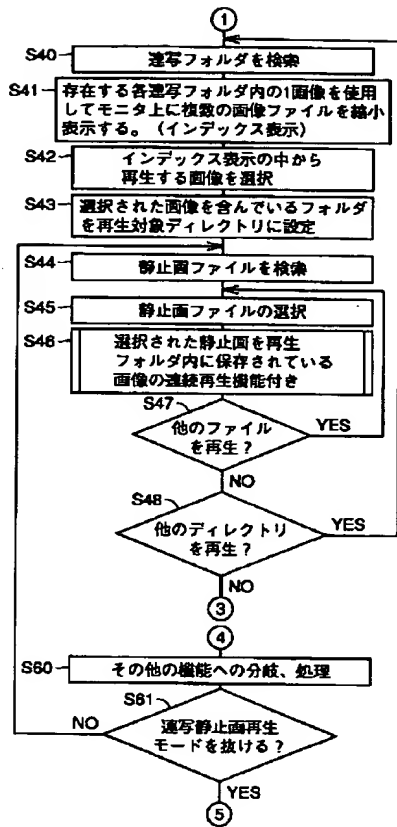 ①
S40
連写フォルダを検索
S41
存在する各連写フォルダ内の1画像を使用
してモニタ上に複数の画像ファイルを縮小
表示する。（インデックス表示）
S42
インデックス表示の中から
再生する画像を選択
S43
選択された画像を含んでいるフォルダ
を再生対象ディレクトリに設定
S44
静止画ファイルを検索
S45
静止画ファイルの選択
S46
選択された静止画を再生
フォルダ内に保存されている
画像の連続再生機能付き
S47
他のファイル
を再生？
YES
NO
S48
他のディレクトリ
を再生？
YES
NO
③
④
S60
その他の機能への分岐、処理
S61
NO
連写静止画再生
モードを抜ける？
YES
⑤